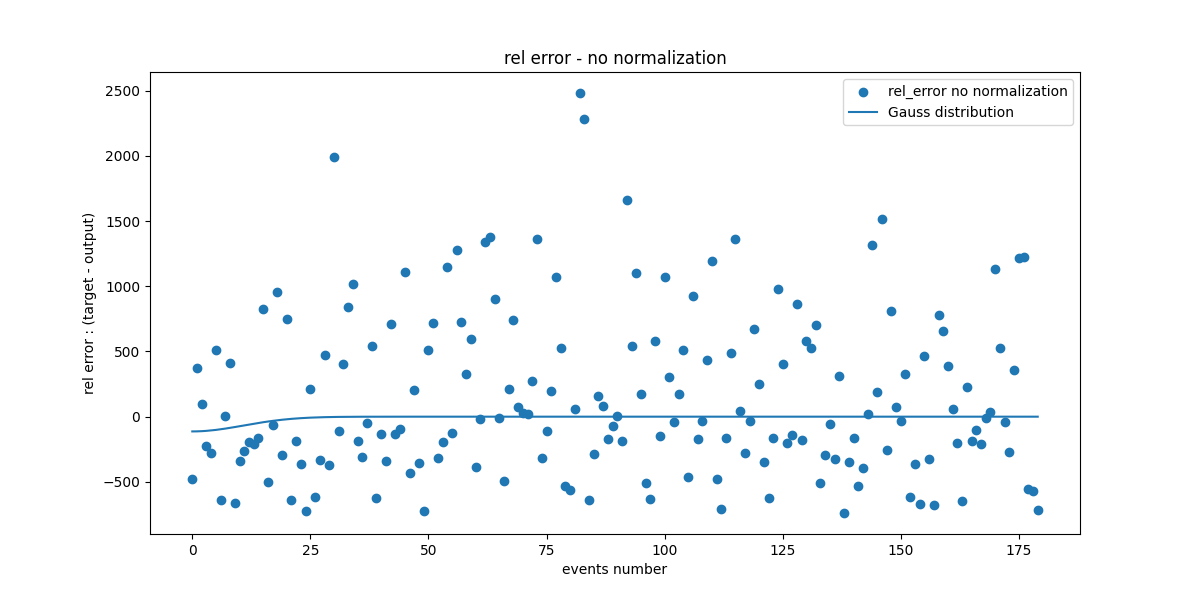 rel error - no normalization
rel_error no normalization
Gauss distribution
2500
2000
1500
1000
500
0
−500
rel error : (target - output)
0 25 50 75 100 125 150 175
events number